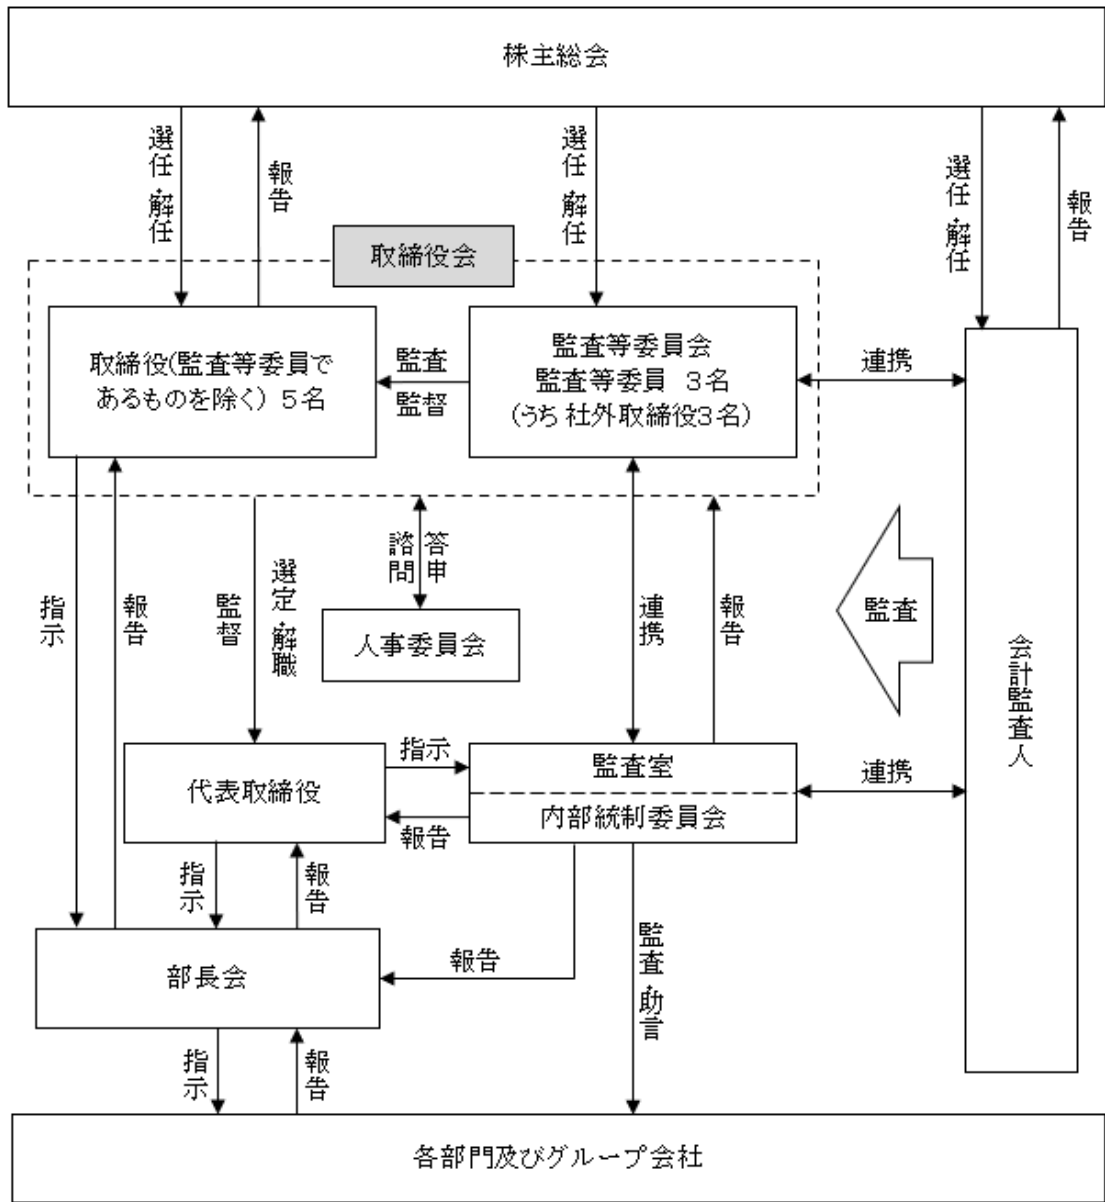 株主総会
選任・解任
報告
選任・解任
選任・解任
報告
取締役会
取締役(監査等委員で
あるものを除く) 5名
監査
監督
監査等委員会
監査等委員 3名
(うち社外取締役3名)
連携
指示
報告
監督
選定・解職
諮問
答申
人事委員会
連携
報告
監査
会計監査人
代表取締役
指示
報告
監査室
内部統制委員会
連携
指示
報告
部長会
報告
監査・助言
指示
報告
各部門及びグループ会社